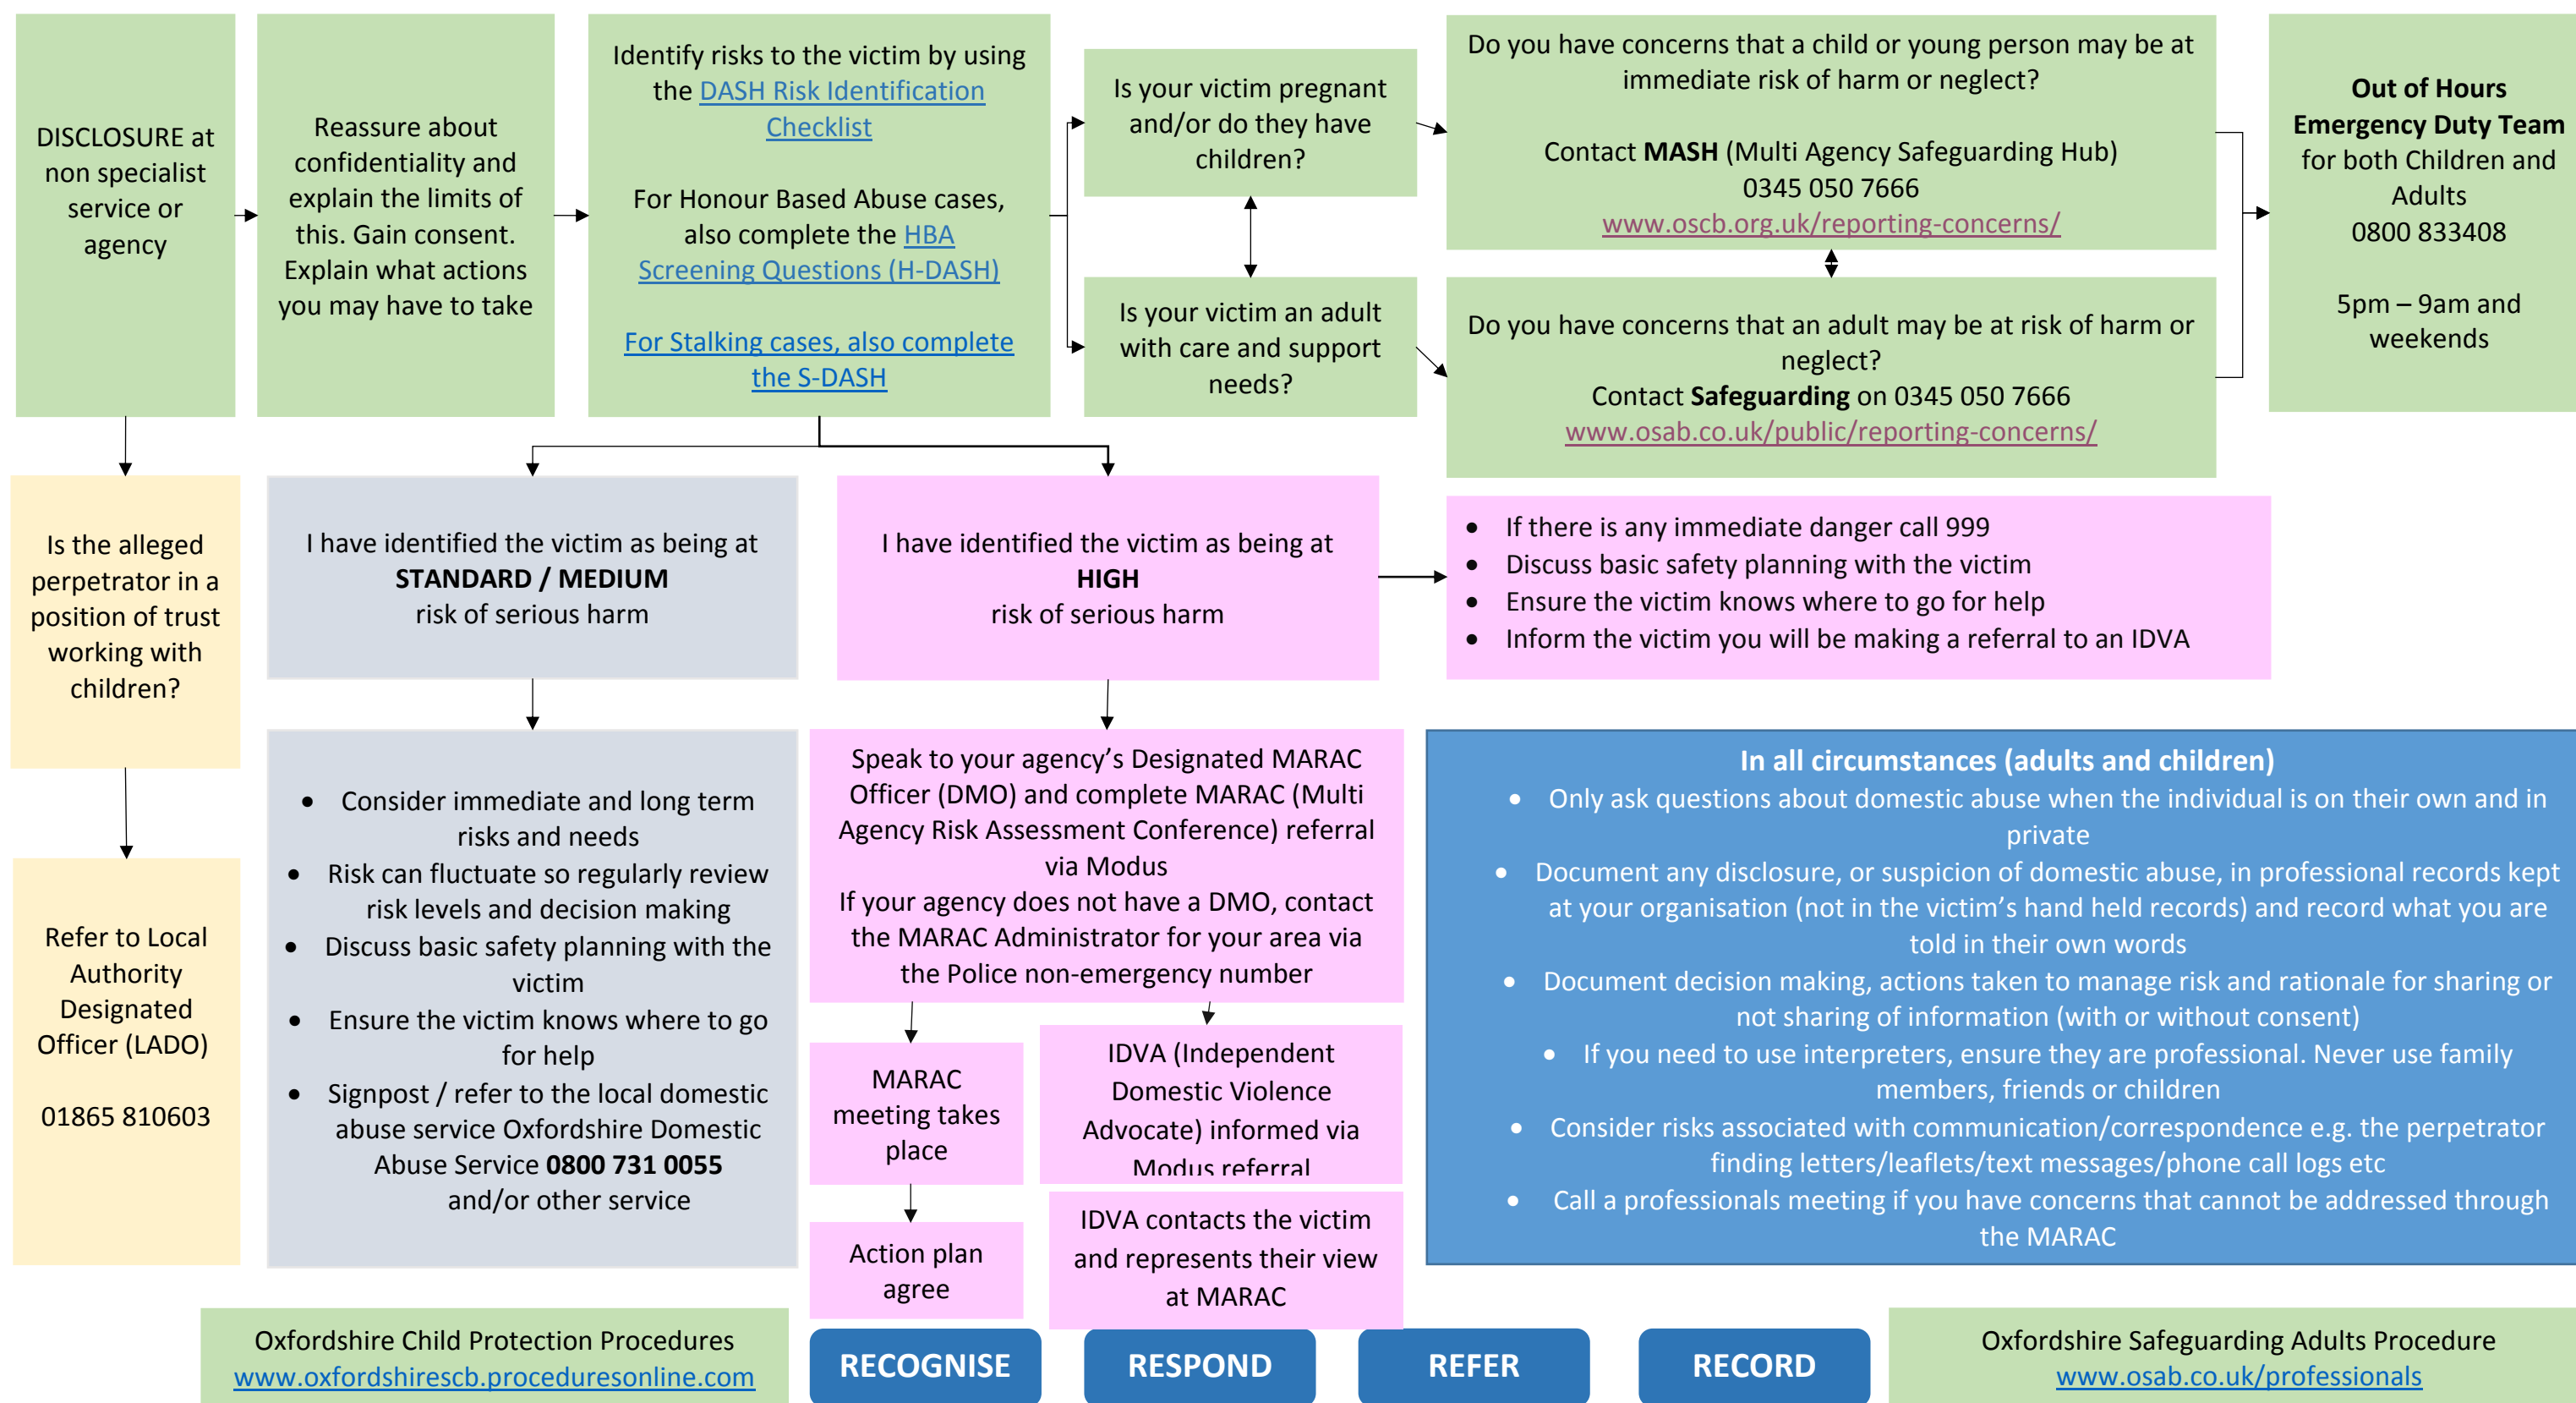 DISCLOSURE at
non specialist
service or
agency
Reassure about
confidentiality and
explain the limits of
this. Gain consent.
Explain what actions
you may have to take
Identify risks to the victim by using
the DASH Risk Identification
Checklist
For Honour Based Abuse cases,
also complete the HBA
Screening Questions (H-DASH)
For Stalking cases, also complete
the S-DASH
Is your victim pregnant
and/or do they have
children?
Is your victim an adult
with care and support
needs?
Do you have concerns that a child or young person may be at
immediate risk of harm or neglect?
Contact MASH (Multi Agency Safeguarding Hub)
0345 050 7666
www.oscb.org.uk/reporting-concerns/
Do you have concerns that an adult may be at risk of harm or
neglect?
Contact Safeguarding on 0345 050 7666
www.osab.co.uk/public/reporting-concerns/
Out of Hours
Emergency Duty Team
for both Children and
Adults
0800 833408
5pm – 9am and
weekends
Is the alleged
perpetrator in a
position of trust
working with
children?
Refer to Local
Authority
Designated
Officer (LADO)
01865 810603
I have identified the victim as being at
STANDARD / MEDIUM
risk of serious harm
• Consider immediate and long term
risks and needs
• Risk can fluctuate so regularly review
risk levels and decision making
• Discuss basic safety planning with the
victim
• Ensure the victim knows where to go
for help
• Signpost / refer to the local domestic
abuse service Oxfordshire Domestic
Abuse Service 0800 731 0055
and/or other service
I have identified the victim as being at
HIGH
risk of serious harm
• If there is any immediate danger call 999
• Discuss basic safety planning with the victim
• Ensure the victim knows where to go for help
• Inform the victim you will be making a referral to an IDVA
Speak to your agency’s Designated MARAC
Officer (DMO) and complete MARAC (Multi
Agency Risk Assessment Conference) referral
via Modus
If your agency does not have a DMO, contact
the MARAC Administrator for your area via
the Police non-emergency number
MARAC
meeting takes
place
Action plan
agree
IDVA (Independent
Domestic Violence
Advocate) informed via
Modus referral
IDVA contacts the victim
and represents their view
at MARAC
In all circumstances (adults and children)
• Only ask questions about domestic abuse when the individual is on their own and in
private
• Document any disclosure, or suspicion of domestic abuse, in professional records kept
at your organisation (not in the victim’s hand held records) and record what you are
told in their own words
• Document decision making, actions taken to manage risk and rationale for sharing or
not sharing of information (with or without consent)
• If you need to use interpreters, ensure they are professional. Never use family
members, friends or children
• Consider risks associated with communication/correspondence e.g. the perpetrator
finding letters/leaflets/text messages/phone call logs etc
• Call a professionals meeting if you have concerns that cannot be addressed through
the MARAC
Oxfordshire Child Protection Procedures
www.oxfordshirescb.proceduresonline.com
RECOGNISE
RESPOND
REFER
RECORD
Oxfordshire Safeguarding Adults Procedure
www.osab.co.uk/professionals